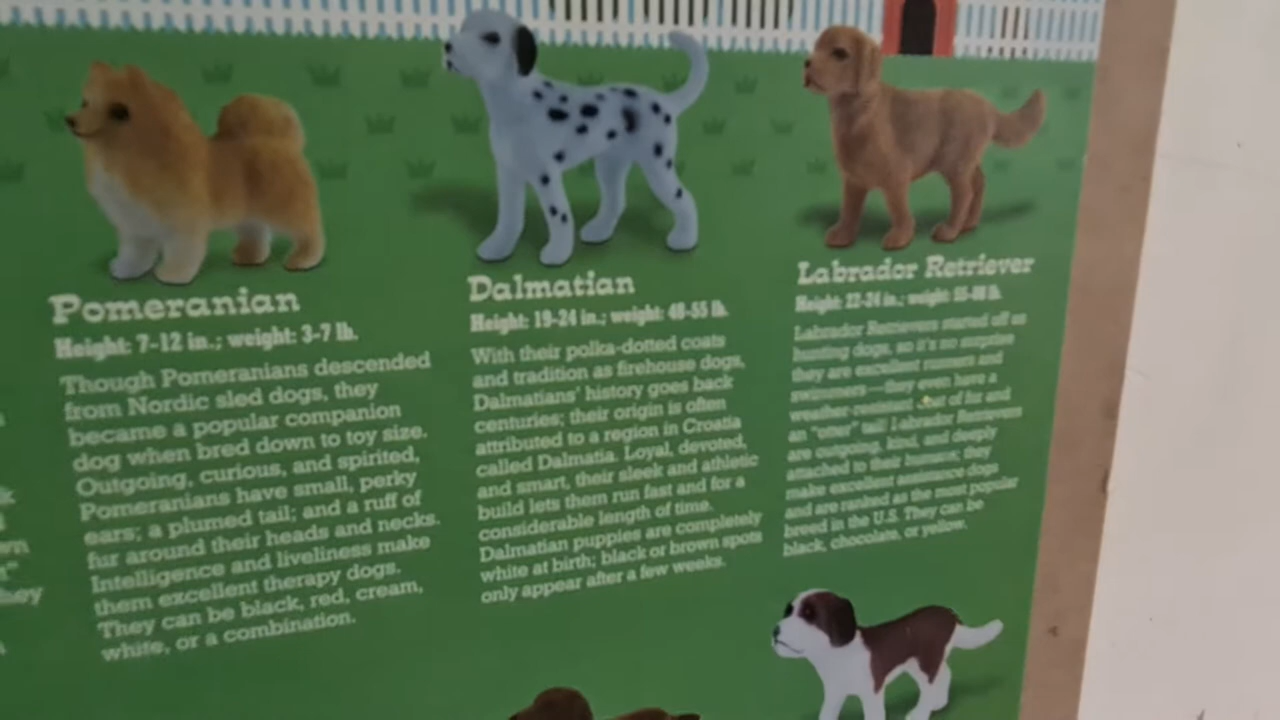 Pomeranian
Height: 7-12 in.; weight: 3-7 lb.
Though Pomeranians descended
from Nordic sled dogs, they
became a popular companion
dog when bred down to toy size.
Outgoing, curious, and spirited,
Pomeranians have small, perky
ears; a plumed tail; and a ruff of
fur around their heads and necks.
Intelligence and liveliness make
them excellent therapy dogs.
They can be black, red, cream,
white, or a combination.
Dalmatian
Height: 19-24 in.; weight: 48-55 lb.
With their polka-dotted coats
and tradition as firehouse dogs,
Dalmatians' history goes back
centuries; their origin is often
attributed to a region in Croatia
called Dalmatia. Loyal, devoted,
and smart, their sleek and athletic
build lets them run fast and for a
considerable length of time.
Dalmatian puppies are completely
white at birth; black or brown spots
only appear after a few weeks.
Labrador Retriever
Height: 22-24 in.; weight: lb.
Labrador Retrievers started off as
hunting dogs, so it's no surprise
they are excellent runners and
swimmers—they even have a
weather-resistant coat of fur and
an "otter" tail! Labrador Retrievers
are outgoing, kind, and deeply
attached to their humans; they
make excellent assistance dogs
and are ranked as the most popular
breed in the U.S. They can be
black, chocolate, or yellow.